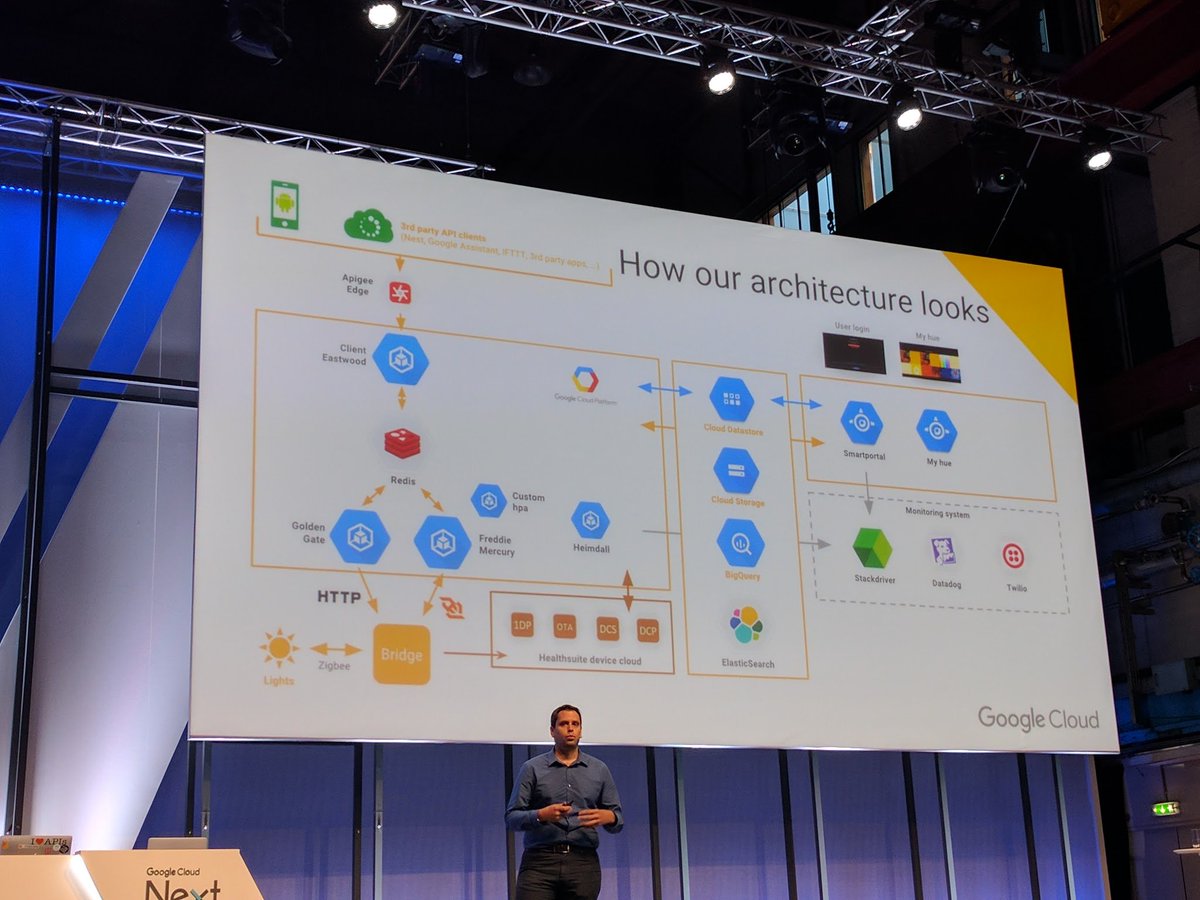 3rd party API clients
(Nest, Google Assistant, IFTTT, 3rd party apps, ...)
How our architecture looks
Apigee
Edge
User login
My hue
Client
Eastwood
Google Cloud Platform
Cloud Datastore
Smartportal
My hue
Redis
Cloud Storage
Custom
hpa
Golden
Gate
Freddie
Mercury
Heimdall
BigQuery
Monitoring system
Stackdriver
Datadog
Twilio
HTTP
1DP
OTA
DCS
DCP
Bridge
Zigbee
Lights
Healthsuite device cloud
ElasticSearch
Google Cloud
I ♥ APIs
Google Cloud
Next